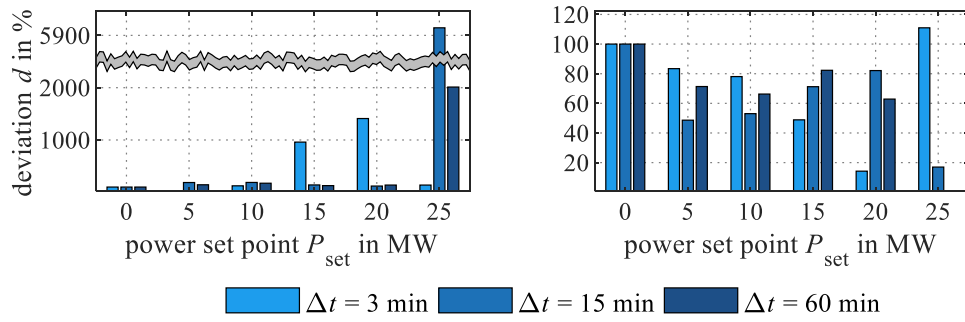 deviation d in %
5900
2000
1000
0 5 10 15 20 25
power set point P_set in MW
120
100
80
60
40
20
0 5 10 15 20 25
power set point P_set in MW
Δt = 3 min Δt = 15 min Δt = 60 min